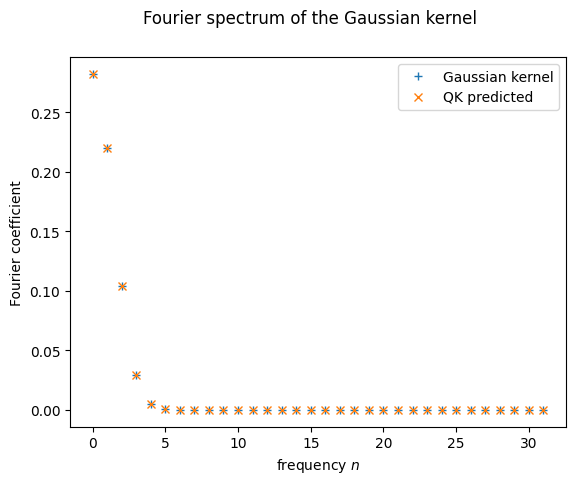 Fourier spectrum of the Gaussian kernel
Gaussian kernel
QK predicted
0.25
0.20
0.15
0.10
0.05
0.00
Fourier coefficient
0 5 10 15 20 25 30
frequency n